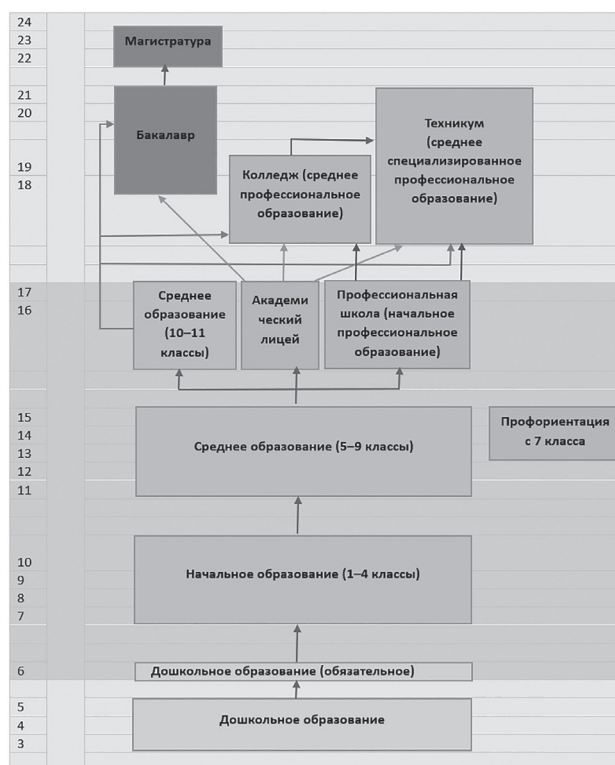 24
23
22
Магистратура
21
20
Бакалавр
Техникум
(среднее
специализированное
профессиональное
образование)
19
18
Колледж (среднее
профессиональное
образование)
17
16
Среднее
образование
(10–11
классы)
Академи
ческий
лицей
Профессиональная
школа (начальное
профессиональное
образование)
15
14
13
12
11
Среднее образование (5–9 классы)
Профориентация
с 7 класса
10
9
8
7
Начальное образование (1–4 классы)
6
Дошкольное образование (обязательное)
5
4
3
Дошкольное образование